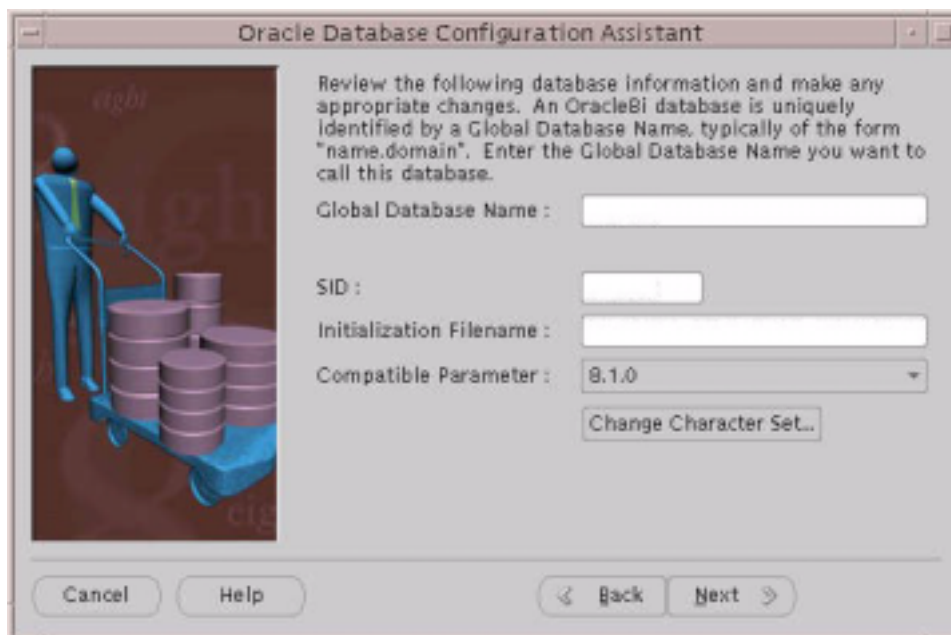 Oracle Database Configuration Assistant
eight
Review the following database information and make any
appropriate changes. An Oracle8i database is uniquely
identified by a Global Database Name, typically of the form
"name.domain". Enter the Global Database Name you want to
call this database.
Global Database Name :
SID :
Initialization Filename :
Compatible Parameter : 8.1.0
Change Character Set...
Cancel Help Back Next